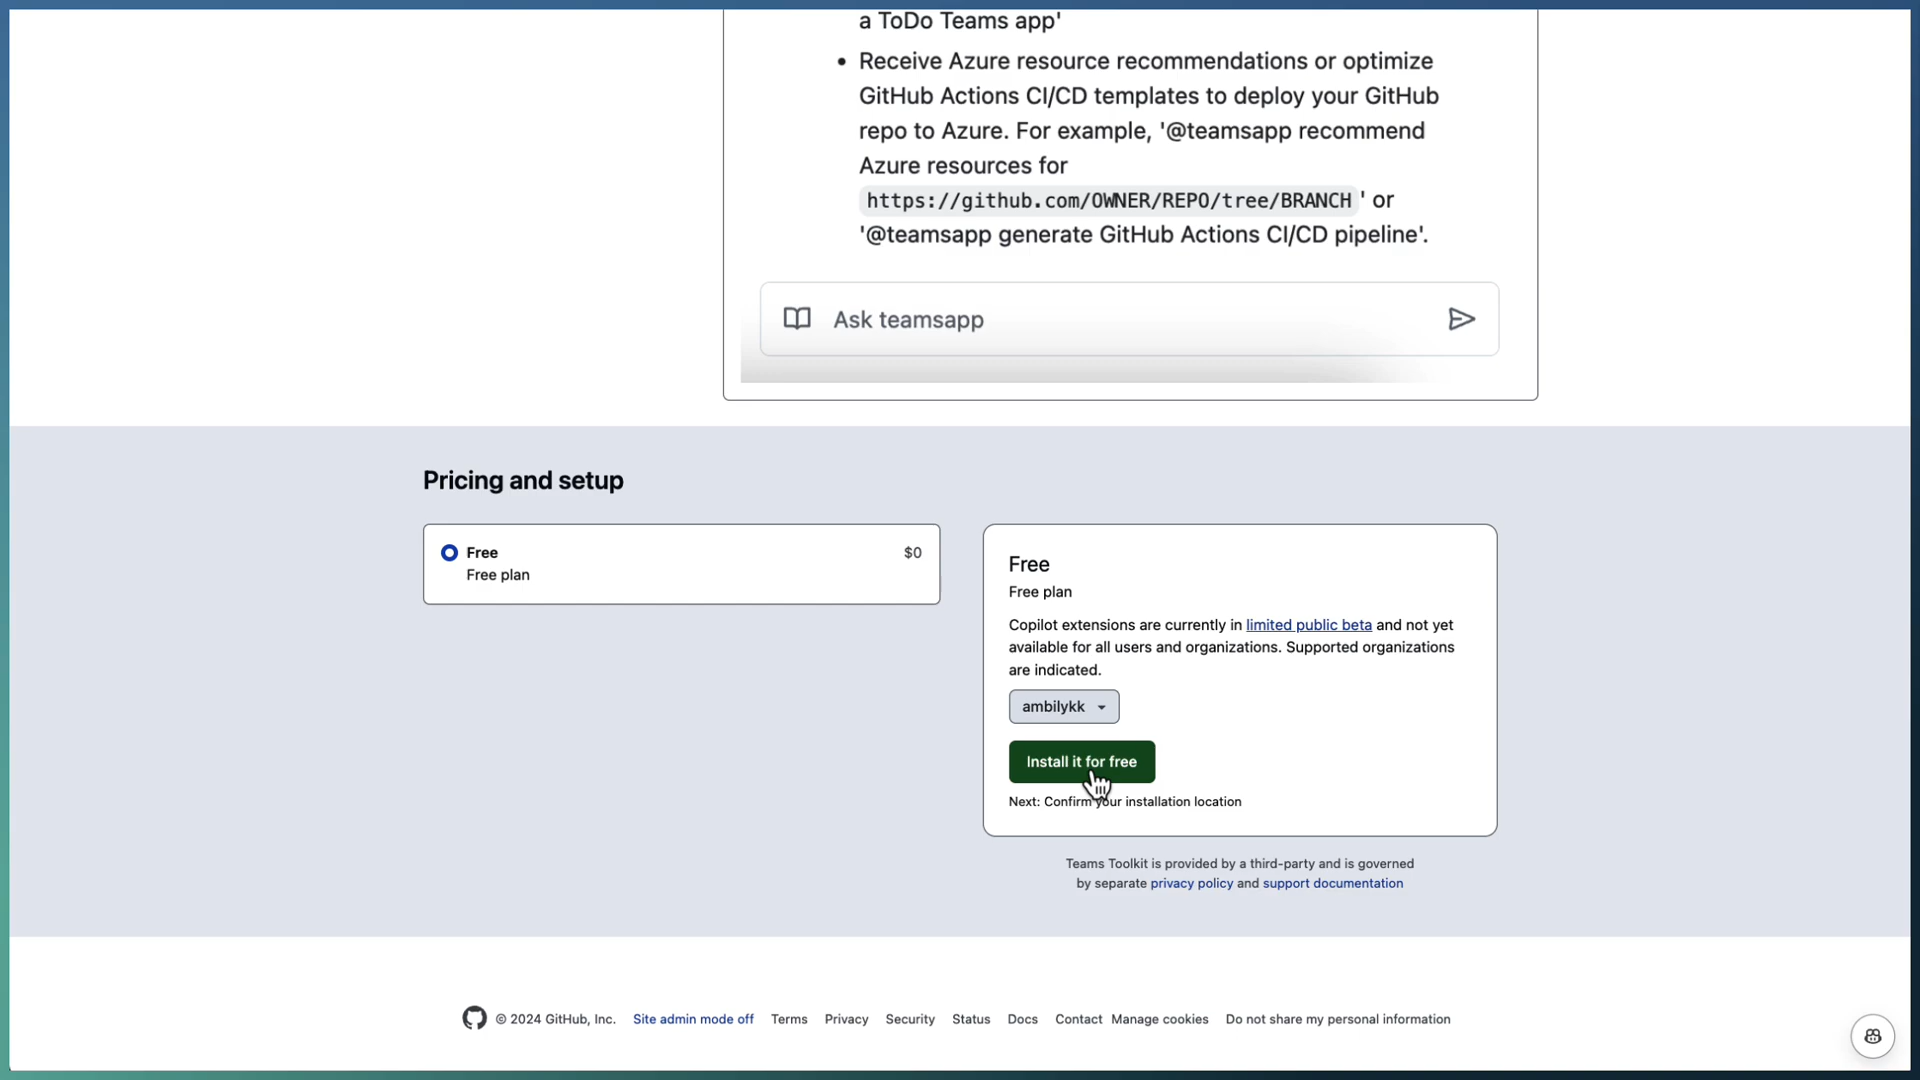 a ToDo Teams app'
• Receive Azure resource recommendations or optimize
GitHub Actions CI/CD templates to deploy your GitHub
repo to Azure. For example, '@teamsapp recommend
Azure resources for
https://github.com/OWNER/REPO/tree/BRANCH ' or
'@teamsapp generate GitHub Actions CI/CD pipeline'.
Ask teamsapp
Pricing and setup
Free $0
Free plan
Free
Free plan
Copilot extensions are currently in limited public beta and not yet
available for all users and organizations. Supported organizations
are indicated.
ambilykk
Install it for free
Next: Confirm your installation location
Teams Toolkit is provided by a third-party and is governed
by separate privacy policy and support documentation
© 2024 GitHub, Inc. Site admin mode off Terms Privacy Security Status Docs Contact Manage cookies Do not share my personal information